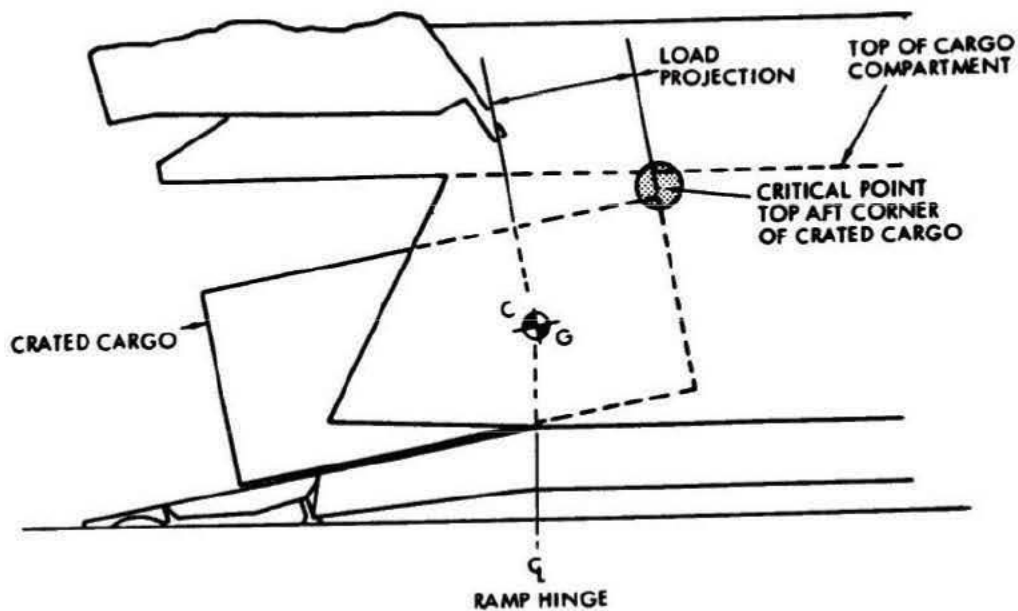 LOAD
PROJECTION
TOP OF CARGO
COMPARTMENT
CRITICAL POINT
TOP AFT CORNER
OF CRATED CARGO
C
G
CRATED CARGO
℄
RAMP HINGE